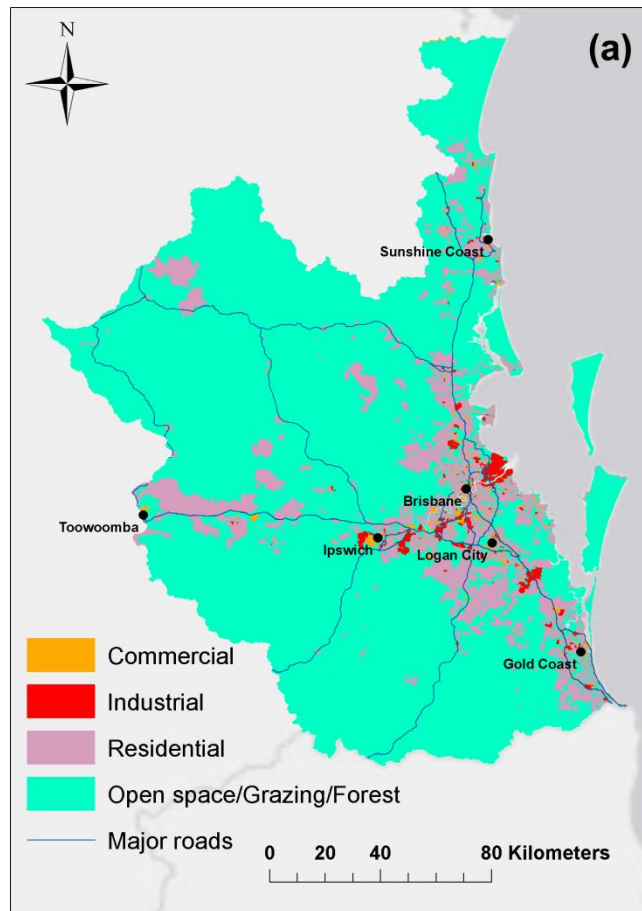 N
(a)
Sunshine Coast
Brisbane
Toowoomba
Ipswich
Logan City
Gold Coast
Commercial
Industrial
Residential
Open space/Grazing/Forest
Major roads
0 20 40 80 Kilometers